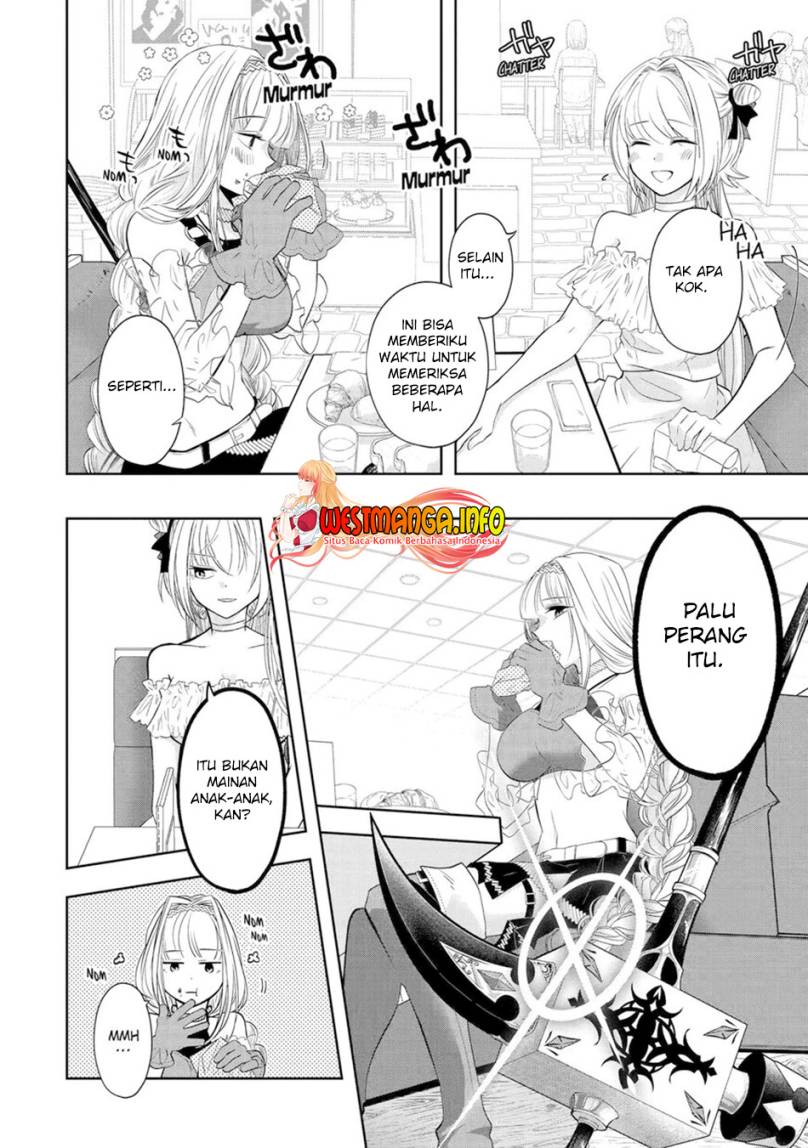 ガヤ
CHATTER
ガヤ
CHATTER
HA
HA
TAK APA
KOK.
SELAIN
ITU...
INI BISA
MEMBERIKU
WAKTU UNTUK
MEMERIKSA
BEBERAPA
HAL.
ざわ
Murmur
ざわ
Murmur
もっ
NOM
もっ
NOM
SEPERTI...
WESTMANGA.INFO
Situs Baca Komik Berbahasa Indonesia
PALU
PERANG
ITU.
ITU BUKAN
MAINAN
ANAK-ANAK,
KAN?
NOM
NOM
NOM
MMH
...